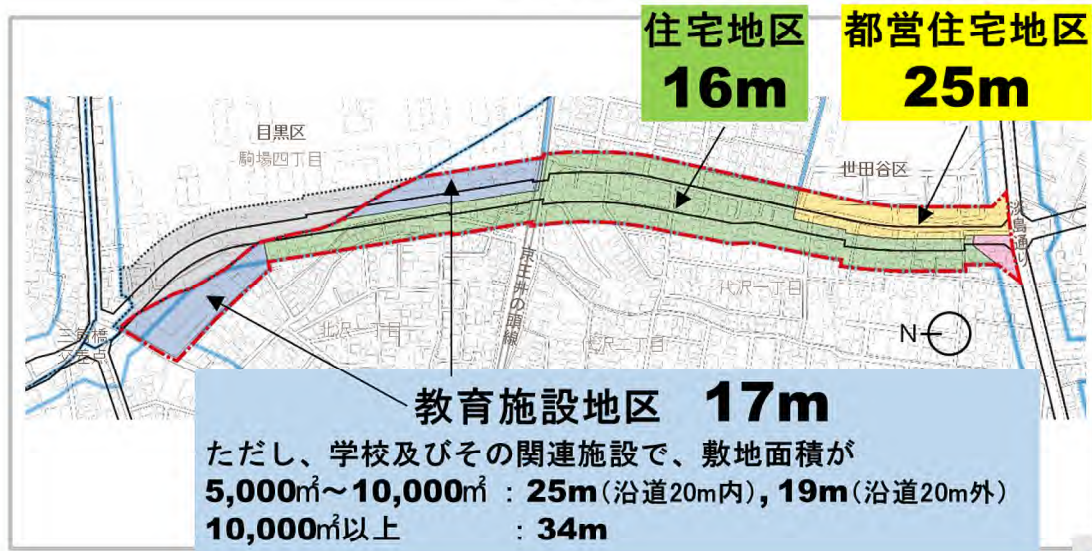 住宅地区
16m
都営住宅地区
25m
目黒区
駒場四丁目
世田谷区
淡島通り
京王井の頭線
代沢一丁目
北沢一丁目
代沢二丁目
三角橋
交差点
N
教育施設地区 17m
ただし、学校及びその関連施設で、敷地面積が
5,000㎡～10,000㎡ : 25m(沿道20m内), 19m(沿道20m外)
10,000㎡以上 : 34m